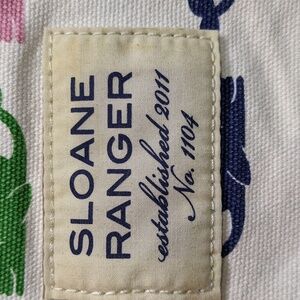 SLOANE
RANGER
established 2011
No. 1104